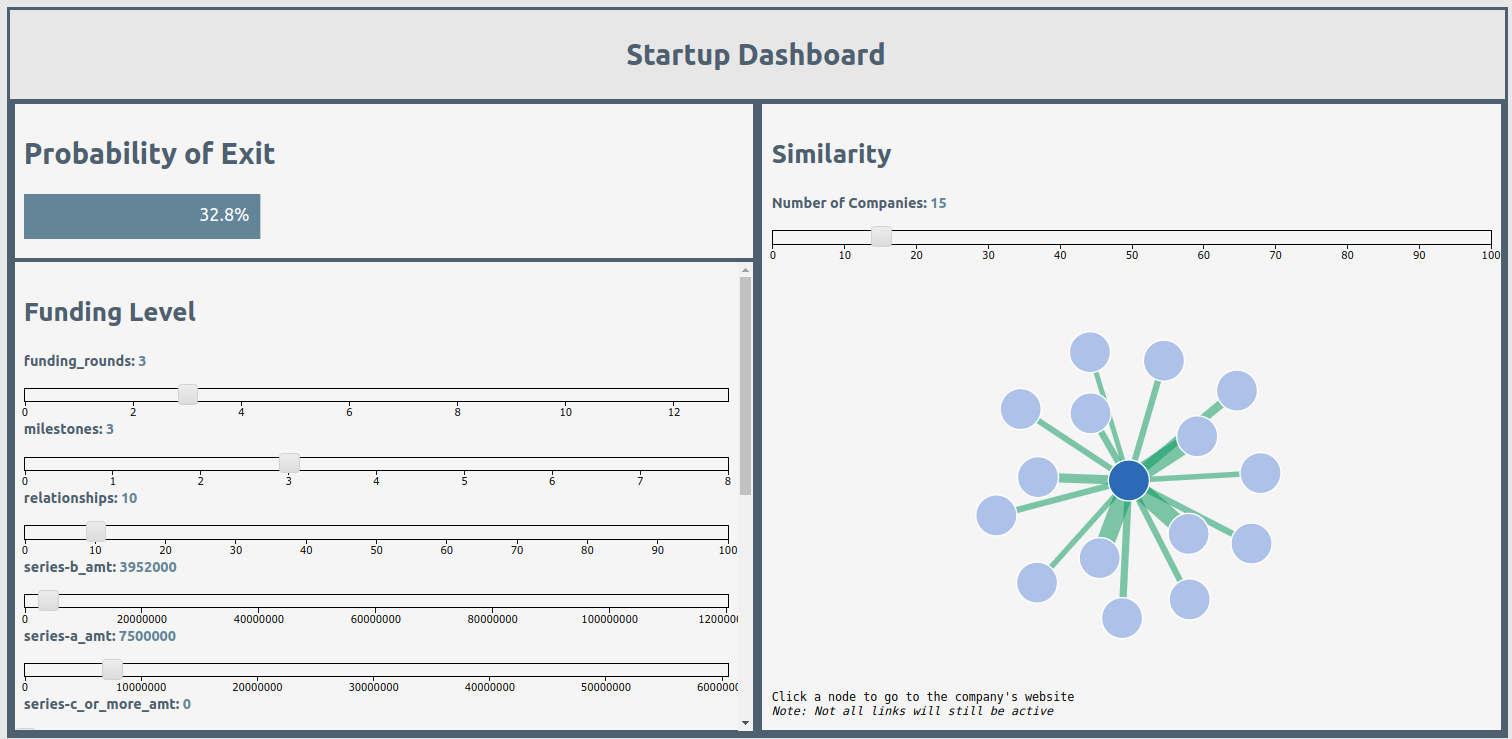 Startup Dashboard
Probability of Exit
32.8%
Funding Level
funding_rounds: 3
0 2 4 6 8 10 12
milestones: 3
0 1 2 3 4 5 6 7 8
relationships: 10
0 10 20 30 40 50 60 70 80 90 100
series-b_amt: 3952000
0 20000000 40000000 60000000 80000000 100000000 1200000
series-a_amt: 7500000
0 10000000 20000000 30000000 40000000 50000000 6000000
series-c_or_more_amt: 0
Similarity
Number of Companies: 15
0 10 20 30 40 50 60 70 80 90 100
Click a node to go to the company's website
Note: Not all links will still be active